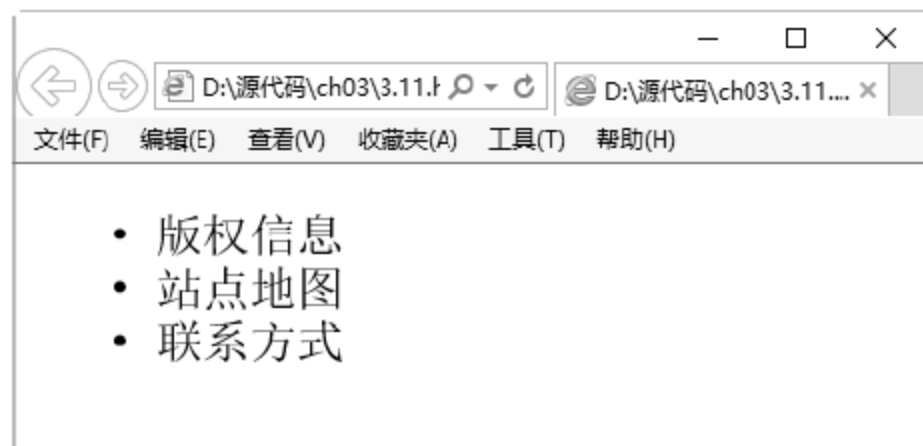 D:\源代码\ch03\3.11.h
D:\源代码\ch03\3.11....
文件(F) 编辑(E) 查看(V) 收藏夹(A) 工具(T) 帮助(H)
• 版权信息
• 站点地图
• 联系方式